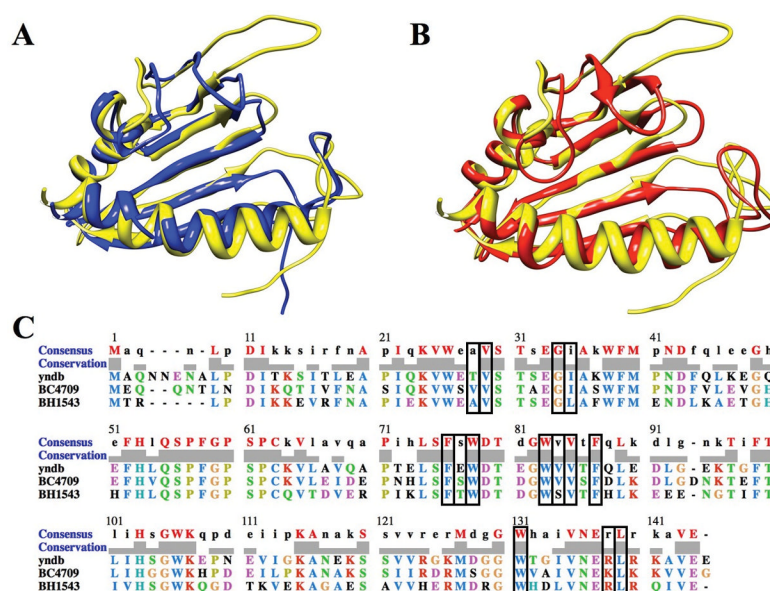 A
B
C
1 11 21 31 41
Consensus M a q - - - n - L p D I k k s i r f n A p I q K V W e a V S T s E G i A k W F M p N D f q l e e G h
Conservation
yndb M A Q N N E N A L P D I T K S I T L E A P I Q K V W E T V S T S E G I A K W F M P N D F Q L K E G Q
BC4709 M E Q - - Q N T L N D I K Q T I V F N A S I Q K V W S V V S T A E G I A S W F M P N D F V L E V G H
BH1543 M T R - - - - - L P D I K K E V R F N A P I E K V W E A V S T S E G L A F W F M E N D L K A E T G H
51 61 71 81 91
Consensus e F H l Q S P F G P S P C K V l a v q a P i h L S F s W D T d G W v V t F Q L k d l g - n k T I F T
Conservation
yndb E F H L Q S P F G P S P C K V L A V Q A P T E L S F E W D T E G W V V T F Q L E D L G - E K T G F T
BC4709 E F H L Q S P F G P S P C K V L E I D E P N H L S F S W D T D G W V V S F D L K D L G D N K T E F T
BH1543 H F H L Q S P F G P S P C Q V T D V E R P I K L S F T W D T D G W S V T F H L K E E E - N G T I F T
101 111 121 131 141
Consensus l i H s G W K q p d e i i p K A n a k S s v v r e r M d g G W h a i V N E r L r k a V E -
Conservation
yndb L I H S G W K E P N E V I G K A N E K S S V V R G K M D G G W T G I V N E R L R K A V E E
BC4709 L I H G G W K H P D E I L P K A N A K S S I I R D R M S G G W V A I V N E K L K K V V E G
BH1543 I V H S G W K Q G D T K V E K A G A E S A V V H E R M D R G W H D L V N E R L R Q I V E -